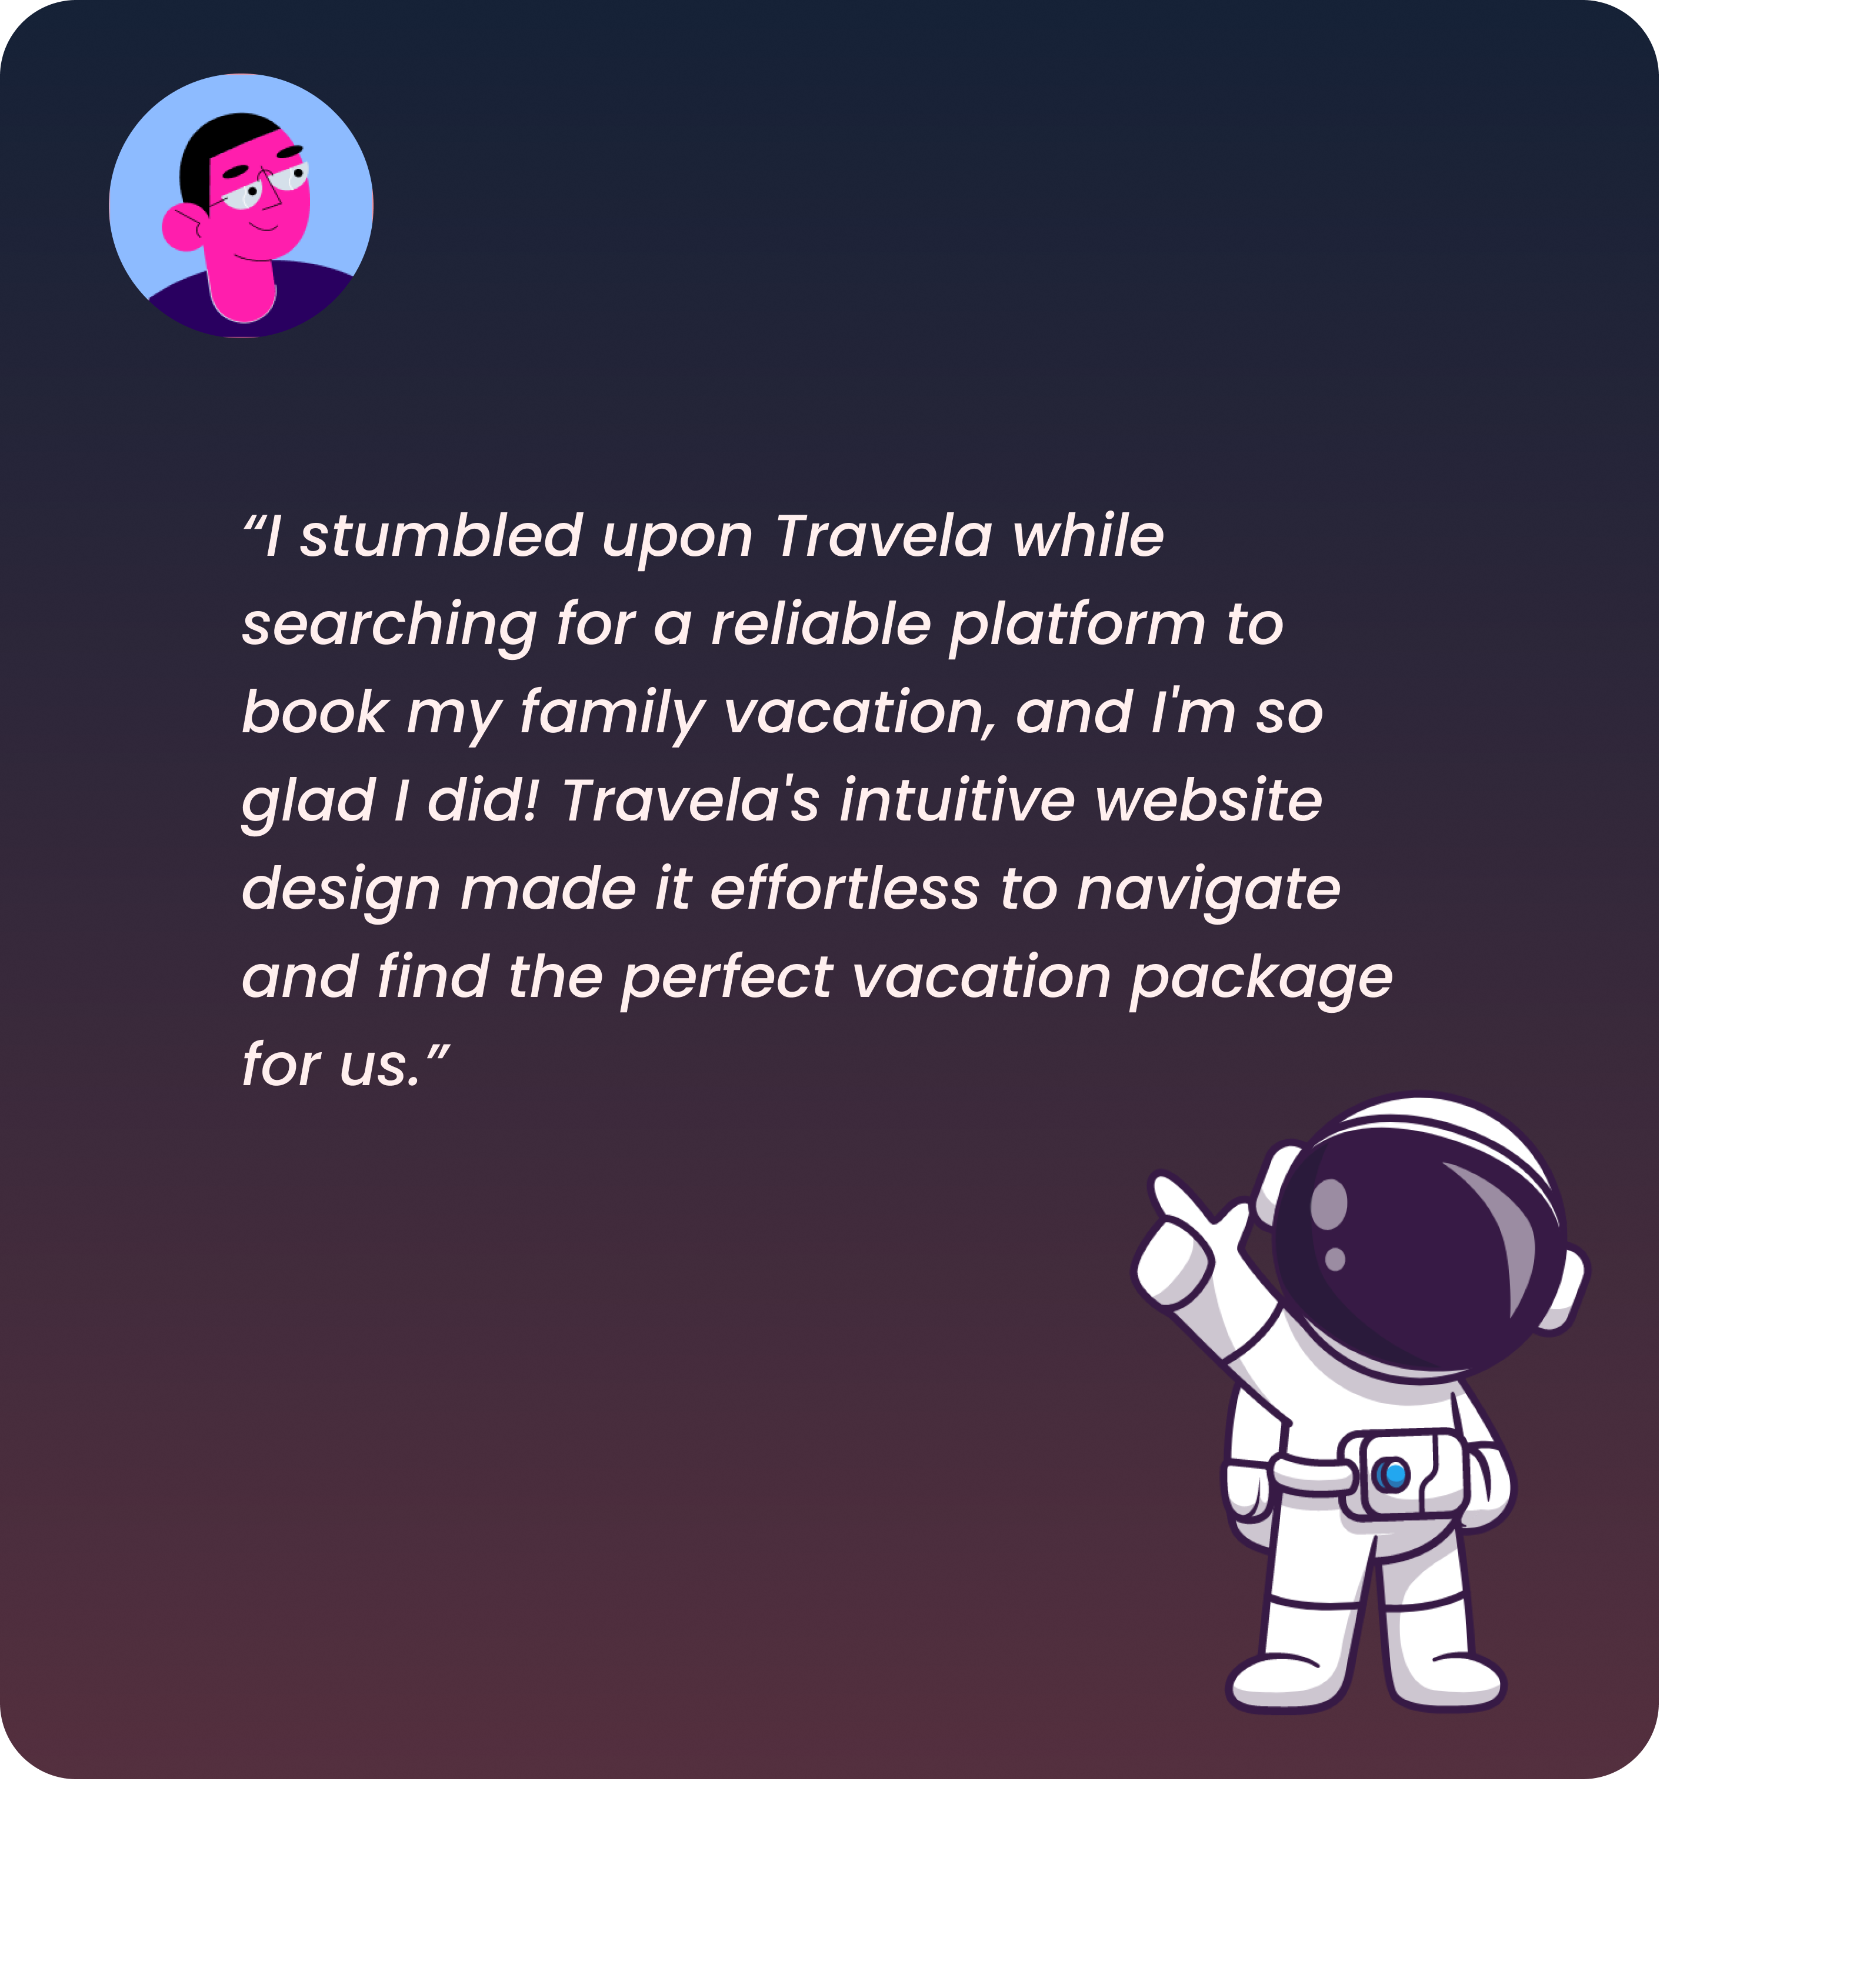 “I stumbled upon Travela while
searching for a reliable platform to
book my family vacation, and I'm so
glad I did! Travela's intuitive website
design made it effortless to navigate
and find the perfect vacation package
for us.”